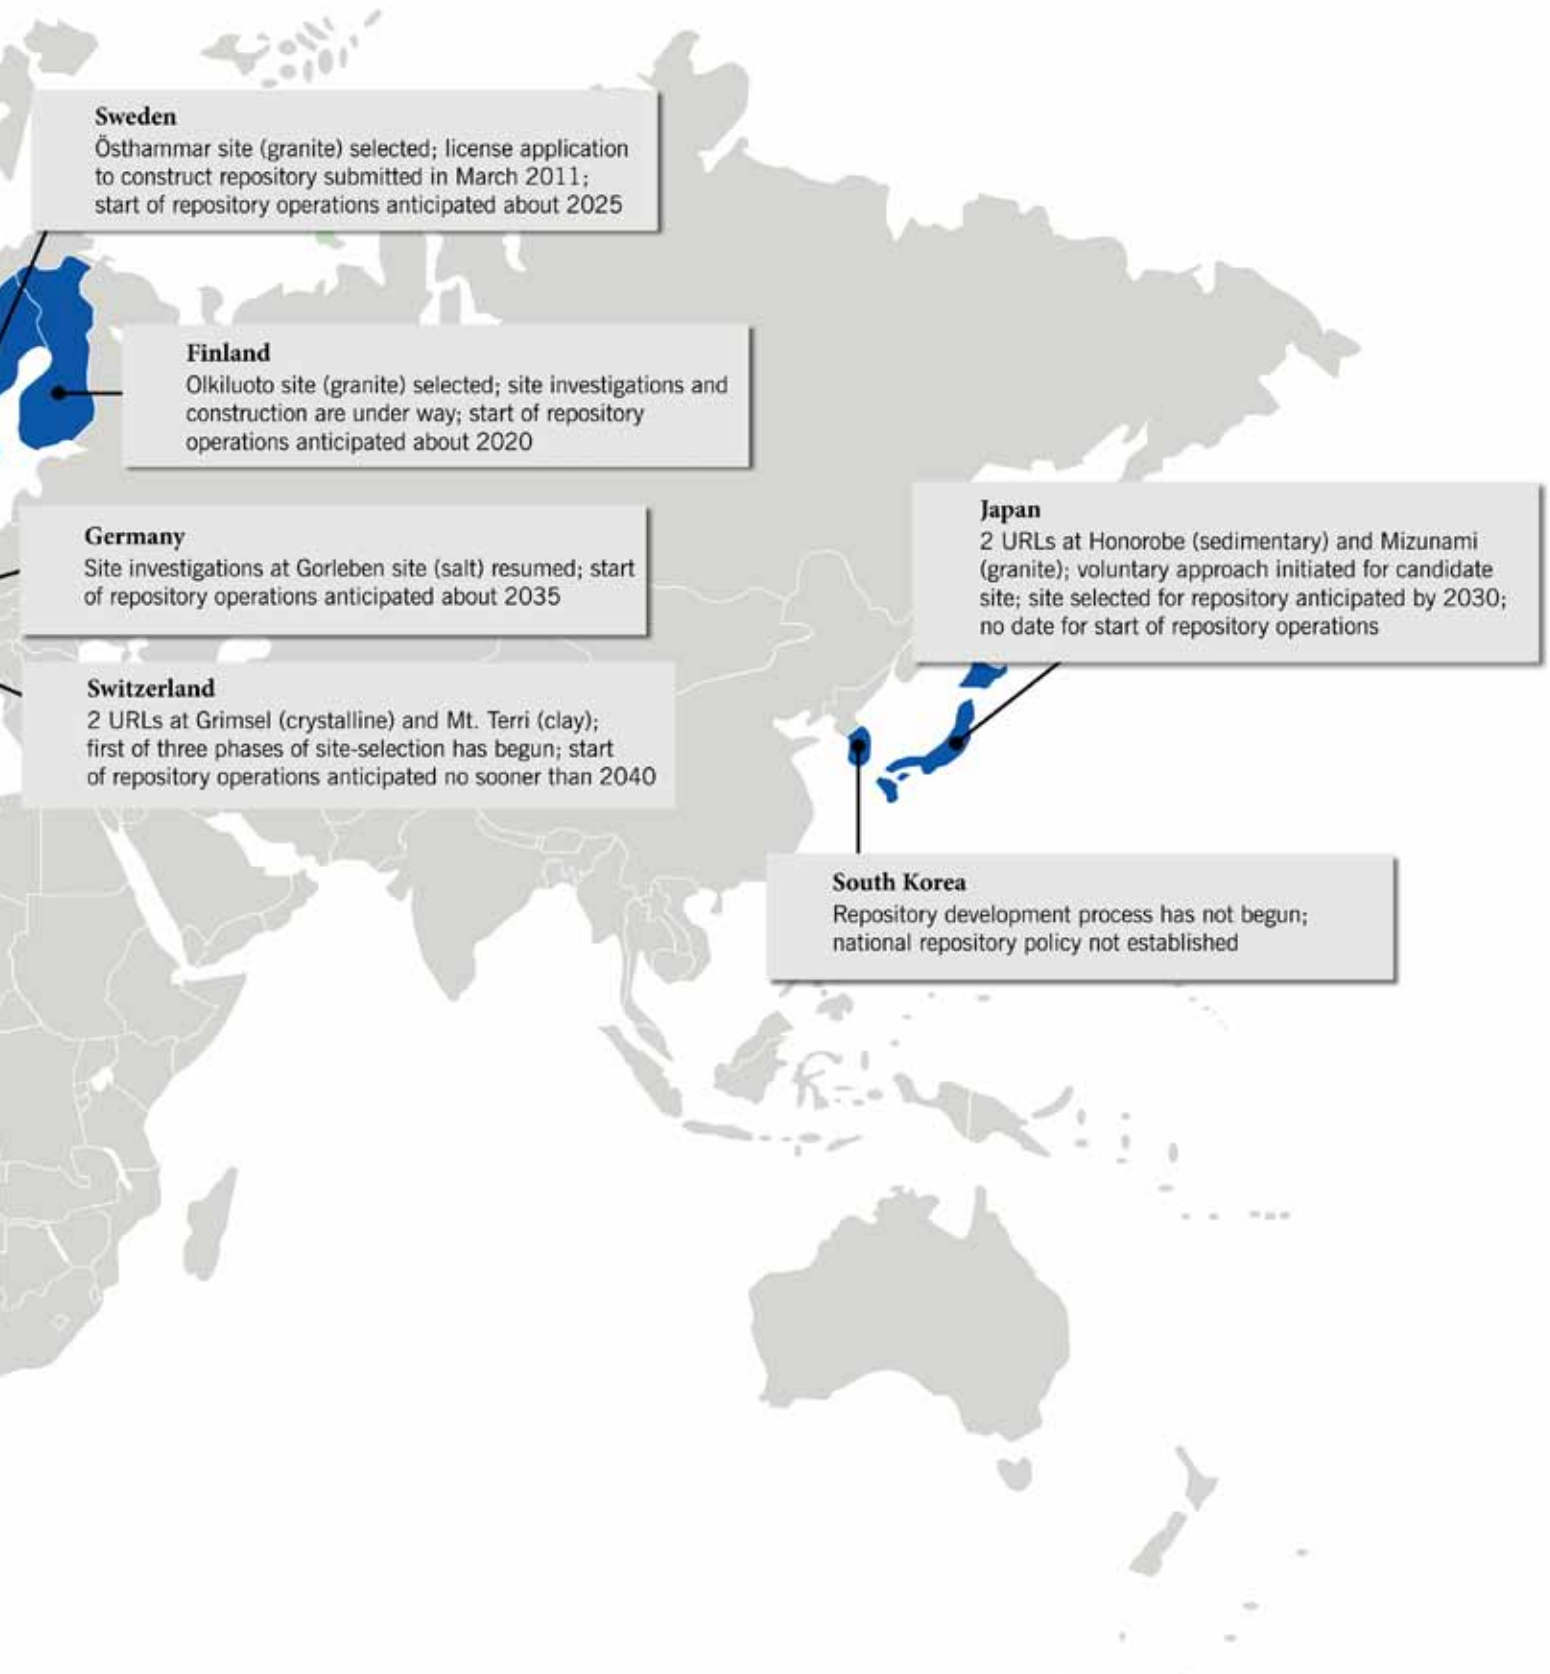 Sweden
Östhammar site (granite) selected; license application
to construct repository submitted in March 2011;
start of repository operations anticipated about 2025
Finland
Olkiluoto site (granite) selected; site investigations and
construction are under way; start of repository
operations anticipated about 2020
Germany
Site investigations at Gorleben site (salt) resumed; start
of repository operations anticipated about 2035
Japan
2 URLs at Honorobe (sedimentary) and Mizunami
(granite); voluntary approach initiated for candidate
site; site selected for repository anticipated by 2030;
no date for start of repository operations
Switzerland
2 URLs at Grimsel (crystalline) and Mt. Terri (clay);
first of three phases of site-selection has begun; start
of repository operations anticipated no sooner than 2040
South Korea
Repository development process has not begun;
national repository policy not established